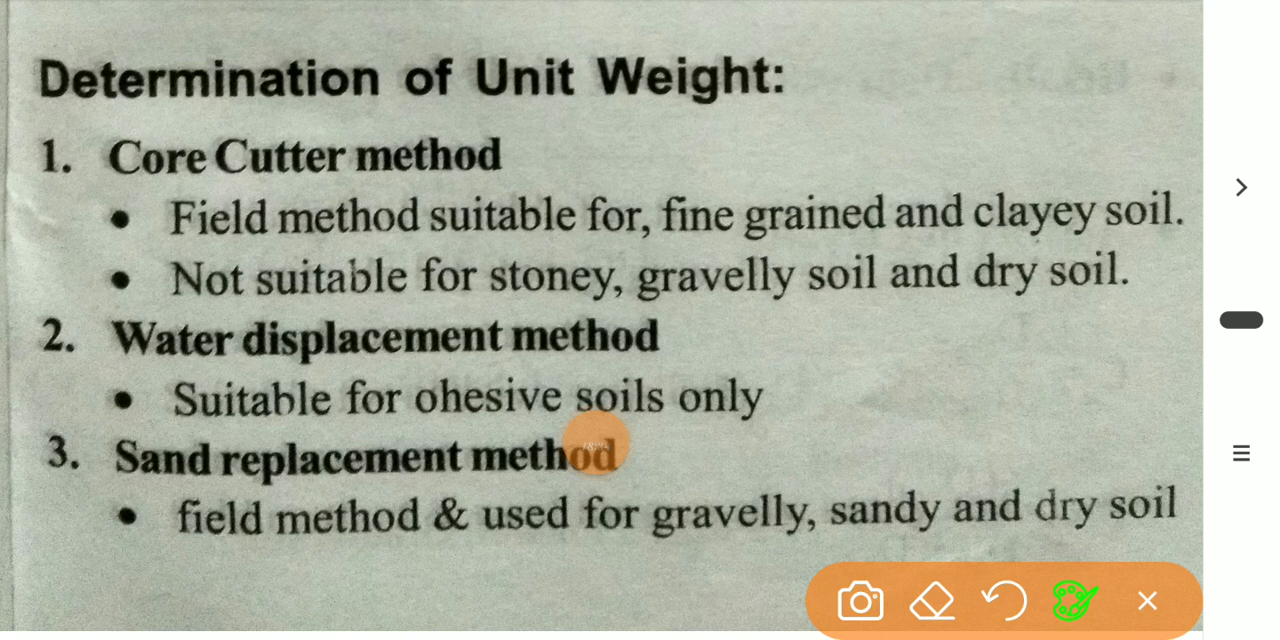 Determination of Unit Weight:
1. Core Cutter method
• Field method suitable for, fine grained and clayey soil.
• Not suitable for stoney, gravelly soil and dry soil.
2. Water displacement method
• Suitable for ohesive soils only
3. Sand replacement method
• field method & used for gravelly, sandy and dry soil